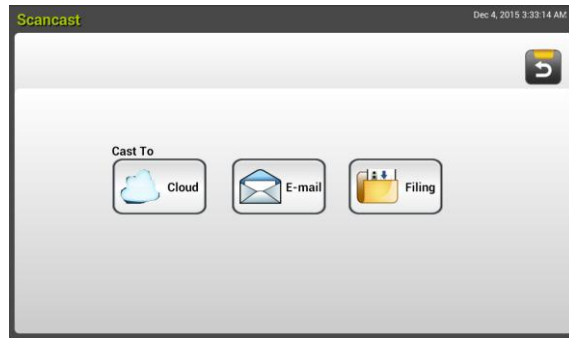 Scancast
Dec 4, 2015 3:33:14 AM
Cast To
Cloud
E-mail
Filing